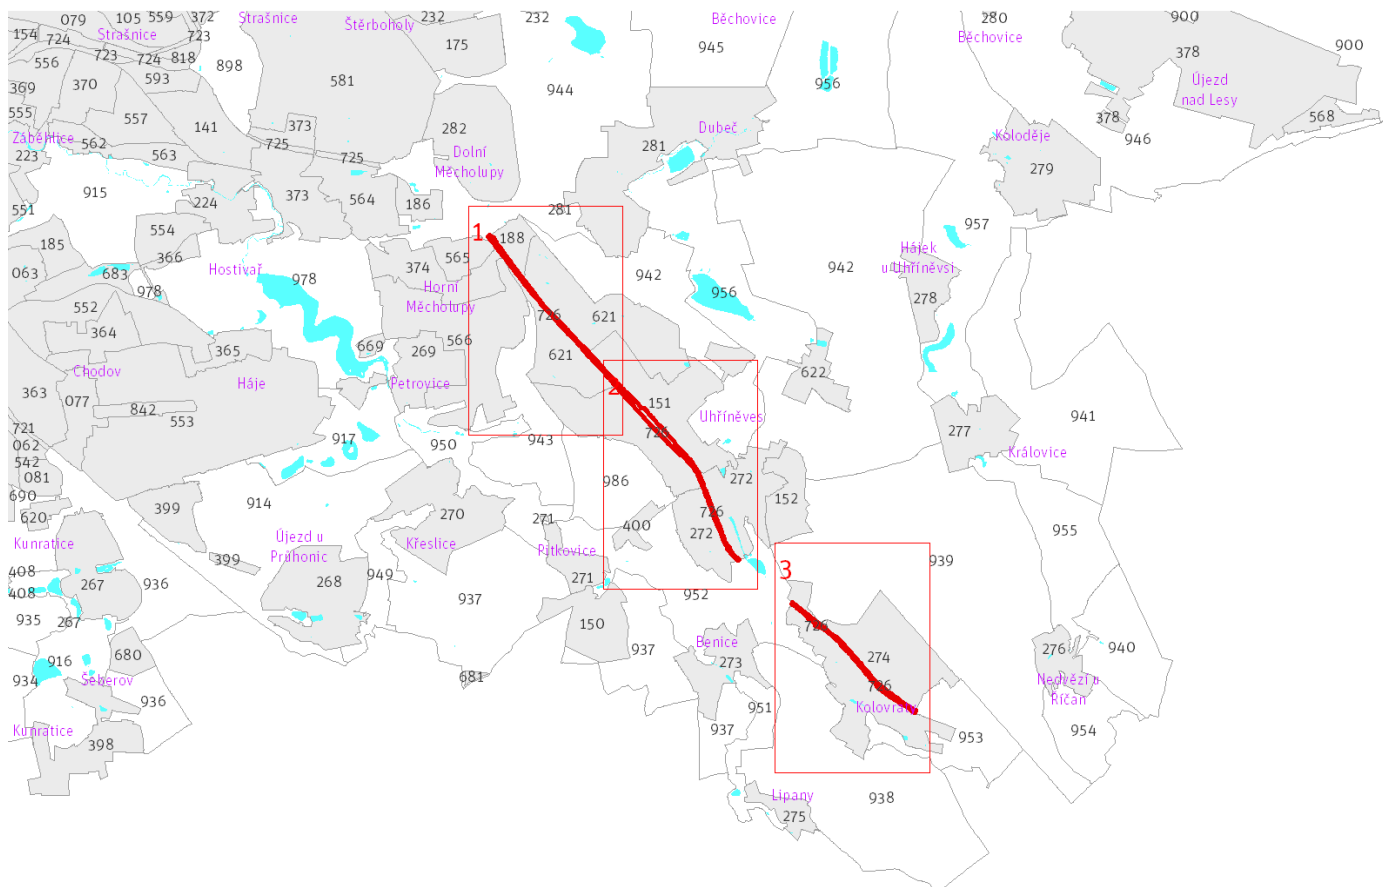 079 105 559 372 Strašnice 232 232 Běchovice 280 900
154 724 Strašnice 723 Štěrboholy 175 945 Běchovice 900
556 723 724 818 898 581 944 956 378 Újezd
369 370 593 nad Lesy
555 557 141 373 282 Dubeč 378 568
Záběhlice 562 725 281 Koloděje 946
223 563 725 Dolní
915 Měcholupy 279
551 224 373 564 186 281
554 957
185 366 188 Hájek
063 683 Hostivař 978 374 565 942 942 u Uhříněvsi
978 Horní 956 278
552 Měcholupy
364 726 621
365 669 269 566 621
Chodov 622
363 077 Háje Petrovice
842 553 151 Uhříněves 941
721 917 726 277
062 950 943 Královice
542
081 986 272
690 399 914 152
620 270 271 400 726 955
Kunratice Újezd u Křeslice Pitkovice 272
Průhonic 939
408 399 949 271
408 267 936 268 937 952
935 267 150 726
916 680 937 Benice 274 276 940
934 Šeberov 681 273 726 Nedvězí u
936 951 Kolovraty Říčan
Kunratice 937 953 954
398
Lipany 938
275
1
2
3